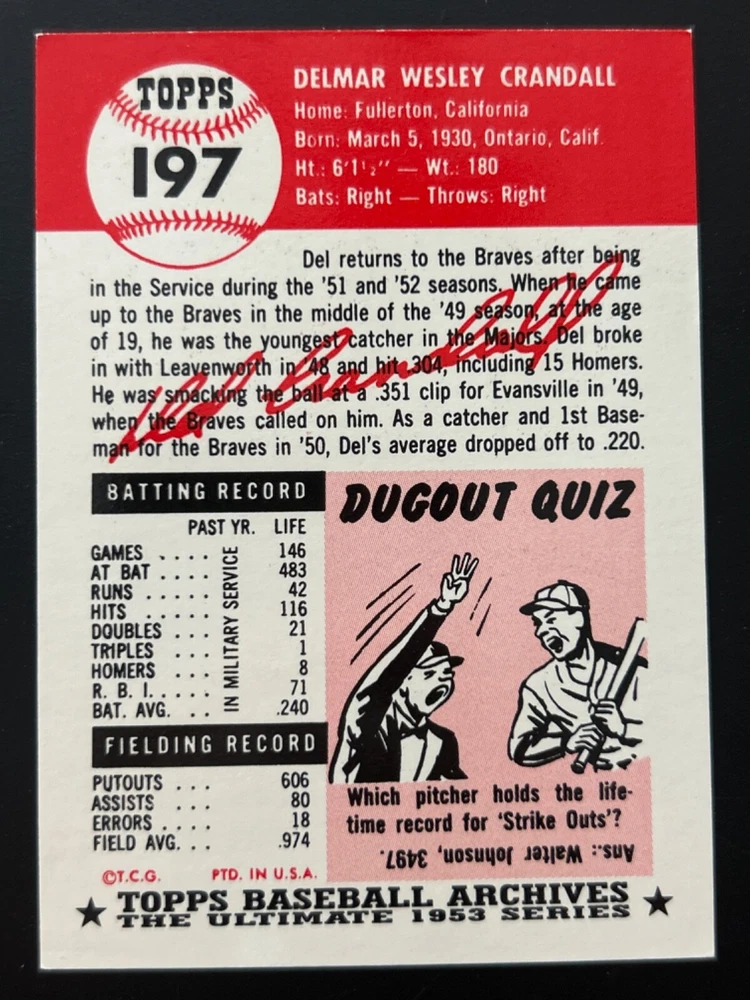 TOPPS
197
DELMAR WESLEY CRANDALL
Home: Fullerton, California
Born: March 5, 1930, Ontario, Calif.
Ht.: 6'1½" — Wt.: 180
Bats: Right — Throws: Right
Del returns to the Braves after being
in the Service during the '51 and '52 seasons. When he came
up to the Braves in the middle of the '49 season, at the age
of 19, he was the youngest catcher in the Majors. Del broke
in with Leavenworth in '48 and hit .304, including 15 Homers.
He was smacking the ball at a .351 clip for Evansville in '49,
when the Braves called on him. As a catcher and 1st Base-
man for the Braves in '50, Del's average dropped off to .220.
Del Crandall
BATTING RECORD
PAST YR. LIFE
GAMES .... 146
AT BAT .... 483
RUNS .... 42
HITS ..... 116
DOUBLES ... 21
TRIPLES ... 1
HOMERS ... 8
R. B. I. .... 71
BAT. AVG. .. .240
IN MILITARY SERVICE
FIELDING RECORD
PUTOUTS ... 606
ASSISTS ... 80
ERRORS .... 18
FIELD AVG. ... .974
©T.C.G. PTD. IN U.S.A.
DUGOUT QUIZ
Which pitcher holds the life-
time record for 'Strike Outs'?
Ans.: Walter Johnson, 3497.
★ TOPPS BASEBALL ARCHIVES ★
THE ULTIMATE 1953 SERIES